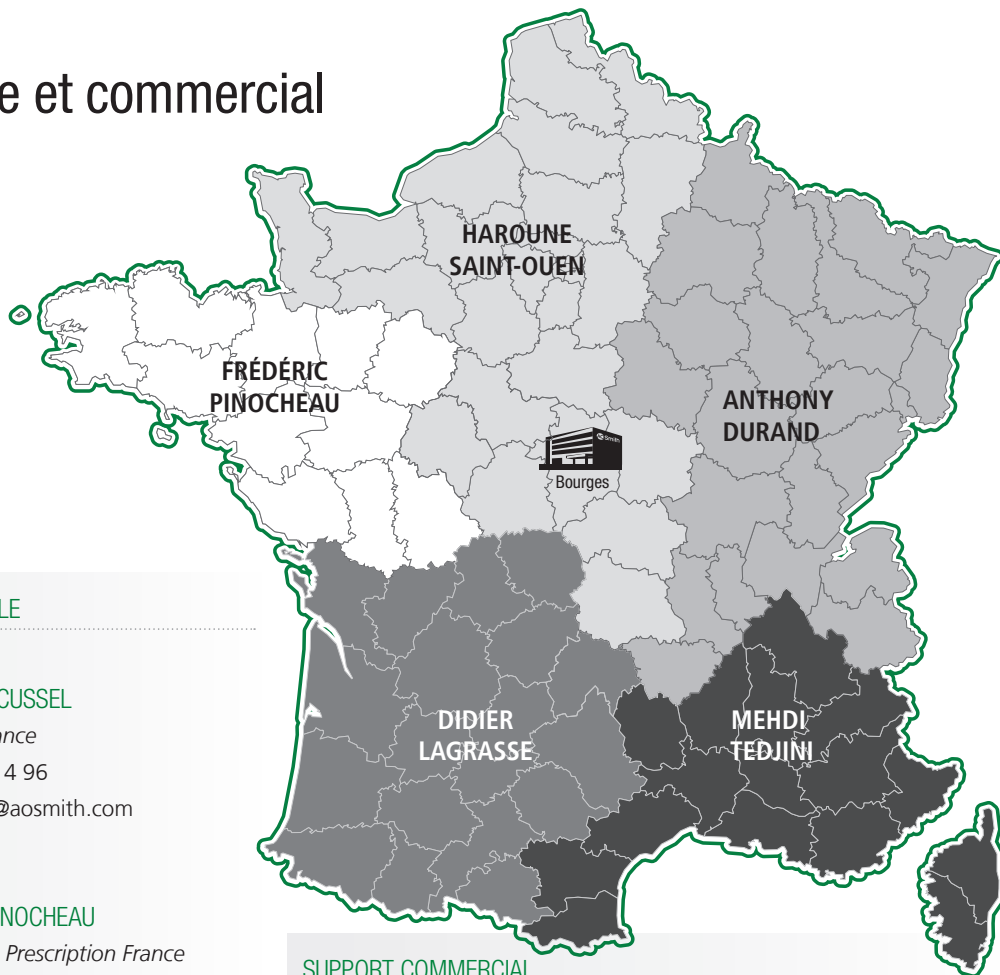 e et commercial
HAROUNE
SAINT-OUEN
FRÉDÉRIC
PINOCHEAU
ANTHONY
DURAND
Smith
Bourges
LE
CUSSEL
nce
4 96
@aosmith.com
DIDIER
LAGRASSE
MEHDI
TEDJINI
NOCHEAU
Prescription France
SUPPORT COMMERCIAL